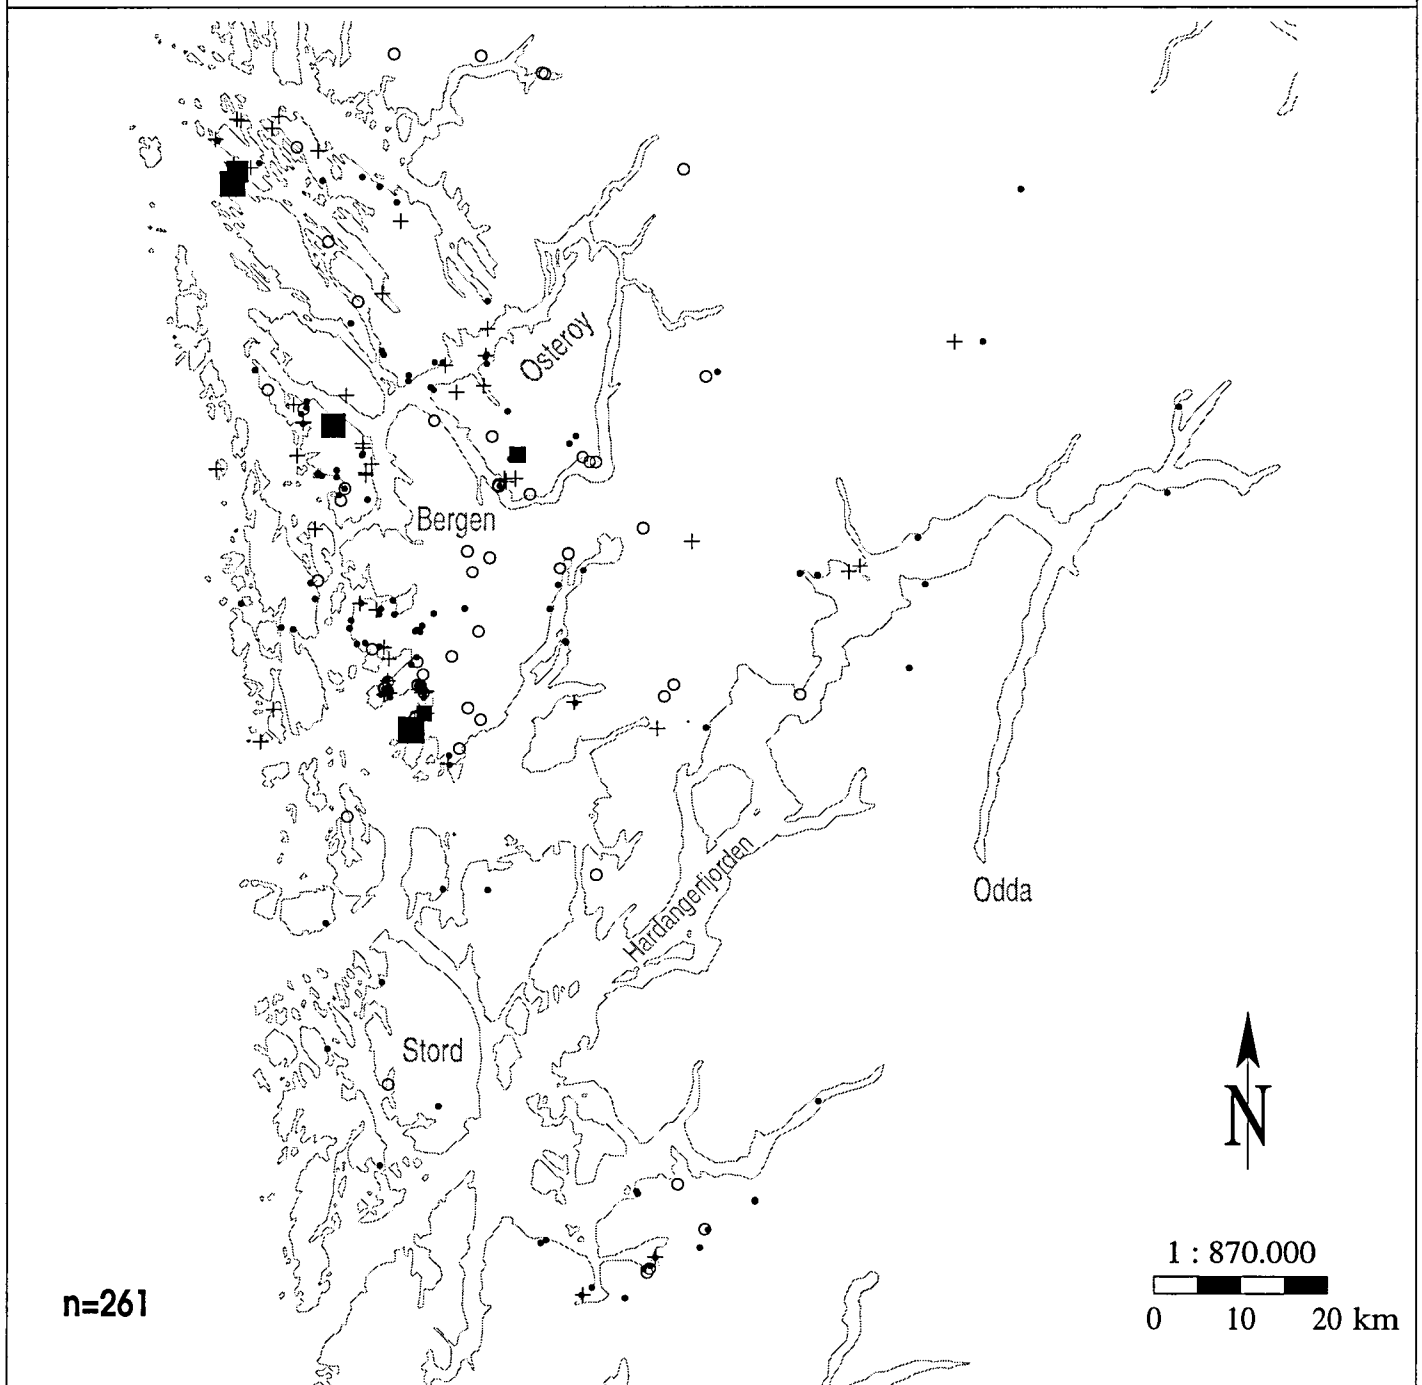 Osteroy
Bergen
Hardangerfjorden
Odda
Stord
N
1 : 870.000
0 10 20 km
n=261